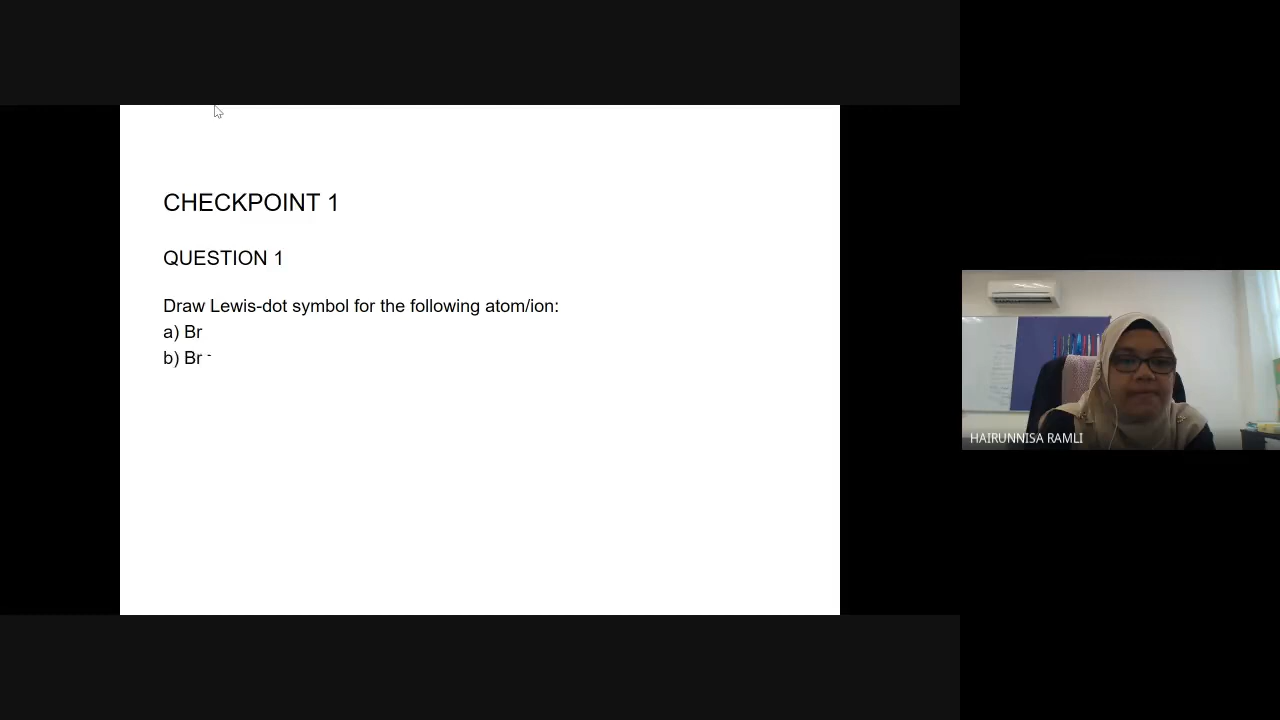 CHECKPOINT 1
QUESTION 1
Draw Lewis-dot symbol for the following atom/ion:
a) Br
b) Br -
HAIRUNNISA RAMLI